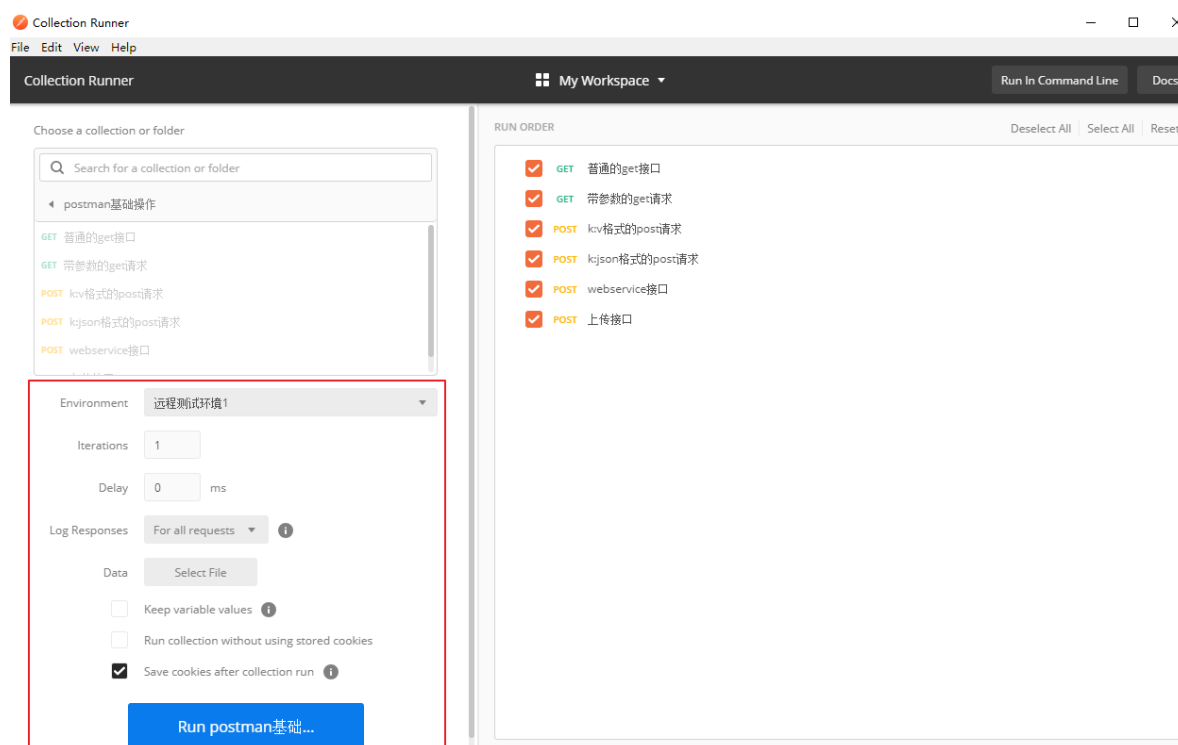 Collection Runner
File Edit View Help
Collection Runner
My Workspace
Run In Command Line
Docs
Choose a collection or folder
Search for a collection or folder
postman基础操作
GET 普通的get接口
GET 带参数的get请求
POST k:v格式的post请求
POST k:json格式的post请求
POST webservice接口
Environment 远程测试环境1
Iterations 1
Delay 0 ms
Log Responses For all requests
Data Select File
Keep variable values
Run collection without using stored cookies
Save cookies after collection run
Run postman基础...
RUN ORDER
Deselect All Select All Reset
GET 普通的get接口
GET 带参数的get请求
POST k:v格式的post请求
POST k:json格式的post请求
POST webservice接口
POST 上传接口